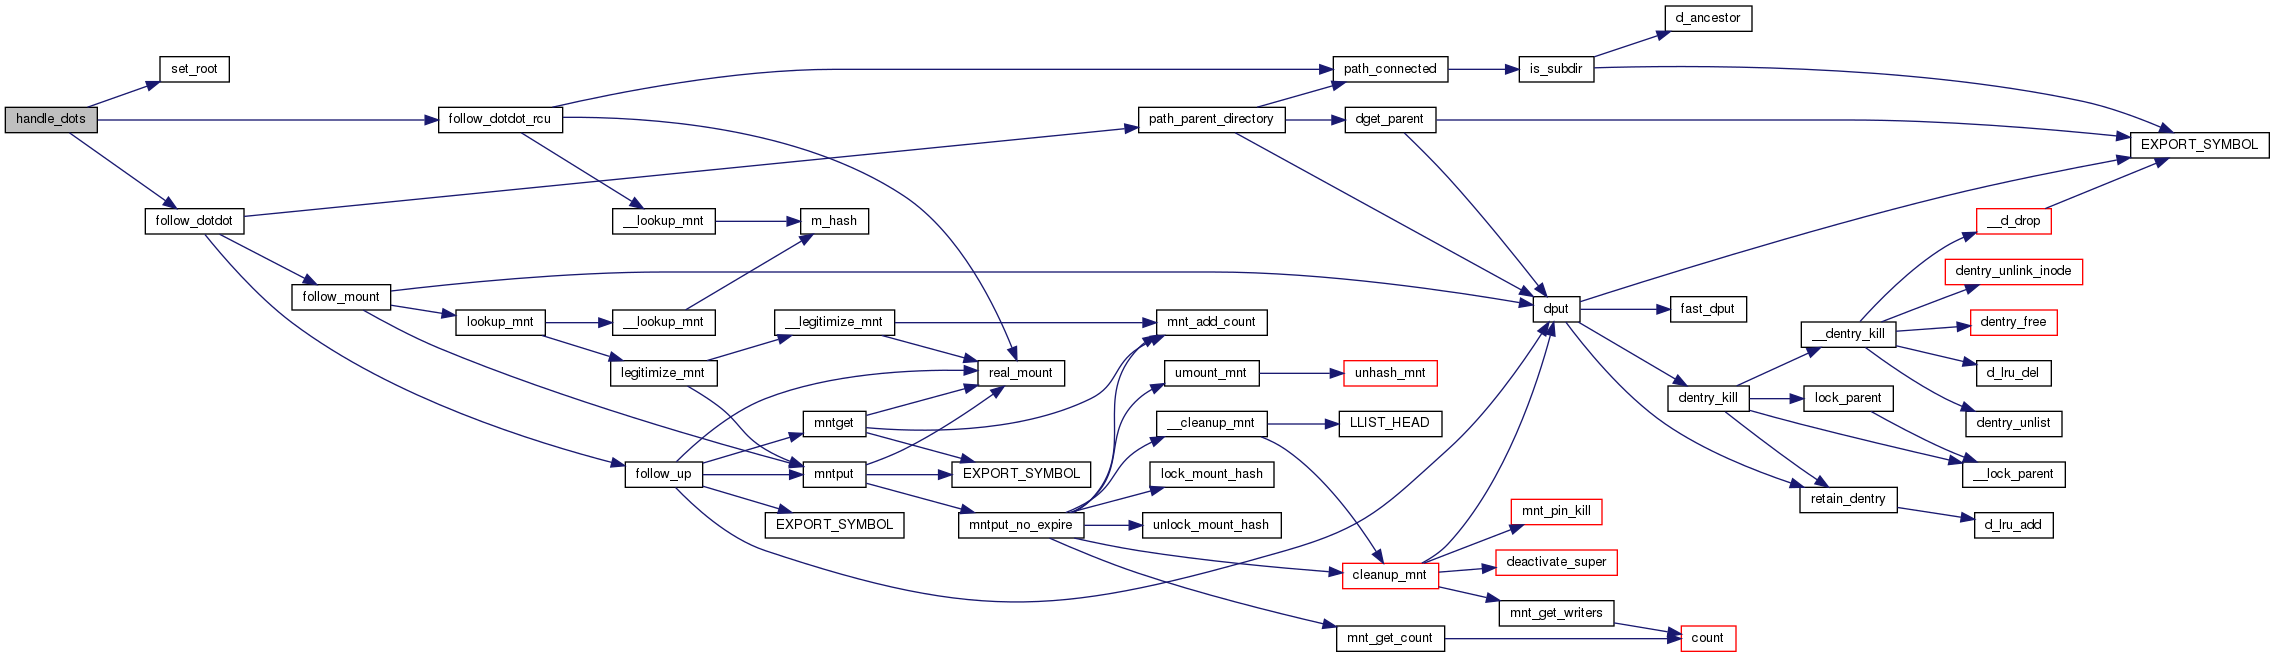 d_ancestor
set_root
path_connected
is_subdir
handle_dots
follow_dotdot_rcu
path_parent_directory
dget_parent
EXPORT_SYMBOL
follow_dotdot
__lookup_mnt
m_hash
__d_drop
dentry_unlink_inode
follow_mount
dput
fast_dput
lookup_mnt
__lookup_mnt
__legitimize_mnt
mnt_add_count
dentry_free
__dentry_kill
legitimize_mnt
real_mount
umount_mnt
unhash_mnt
d_lru_del
dentry_kill
lock_parent
mntget
__cleanup_mnt
LLIST_HEAD
dentry_unlist
follow_up
mntput
EXPORT_SYMBOL
lock_mount_hash
__lock_parent
retain_dentry
mnt_pin_kill
EXPORT_SYMBOL
mntput_no_expire
unlock_mount_hash
d_lru_add
deactivate_super
cleanup_mnt
mnt_get_writers
mnt_get_count
count